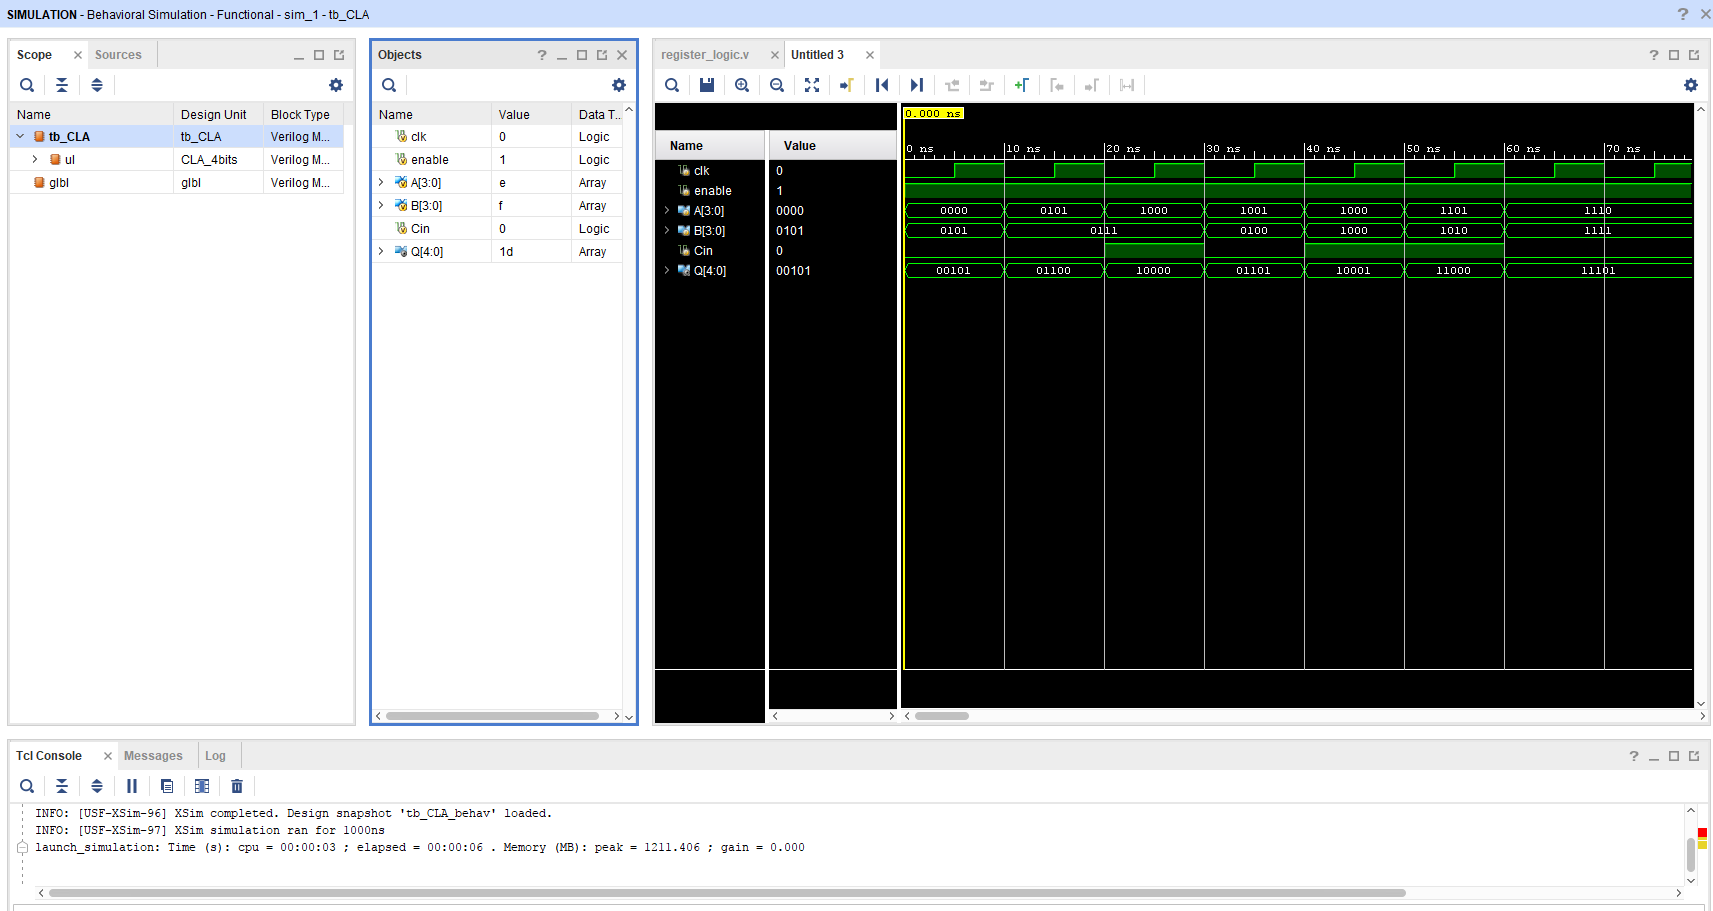 SIMULATION - Behavioral Simulation - Functional - sim_1 - tb_CLA
Scope
Sources
Name Design Unit Block Type
tb_CLA tb_CLA Verilog M...
ul CLA_4bits Verilog M...
glbl glbl Verilog M...
Objects
Name Value Data T...
clk 0 Logic
enable 1 Logic
A[3:0] e Array
B[3:0] f Array
Cin 0 Logic
Q[4:0] 1d Array
register_logic.v
Untitled 3
0.000 ns
0 ns 10 ns 20 ns 30 ns 40 ns 50 ns 60 ns 70 ns
Name Value
clk 0
enable 1
A[3:0] 0000 0000 0101 1000 1001 1000 1101 1110
B[3:0] 0101 0101 0111 0100 1000 1010 1111
Cin 0
Q[4:0] 00101 00101 01100 10000 01101 10001 11000 11101
Tcl Console
Messages
Log
INFO: [USF-XSim-96] XSim completed. Design snapshot 'tb_CLA_behav' loaded.
INFO: [USF-XSim-97] XSim simulation ran for 1000ns
launch_simulation: Time (s): cpu = 00:00:03 ; elapsed = 00:00:06 . Memory (MB): peak = 1211.406 ; gain = 0.000